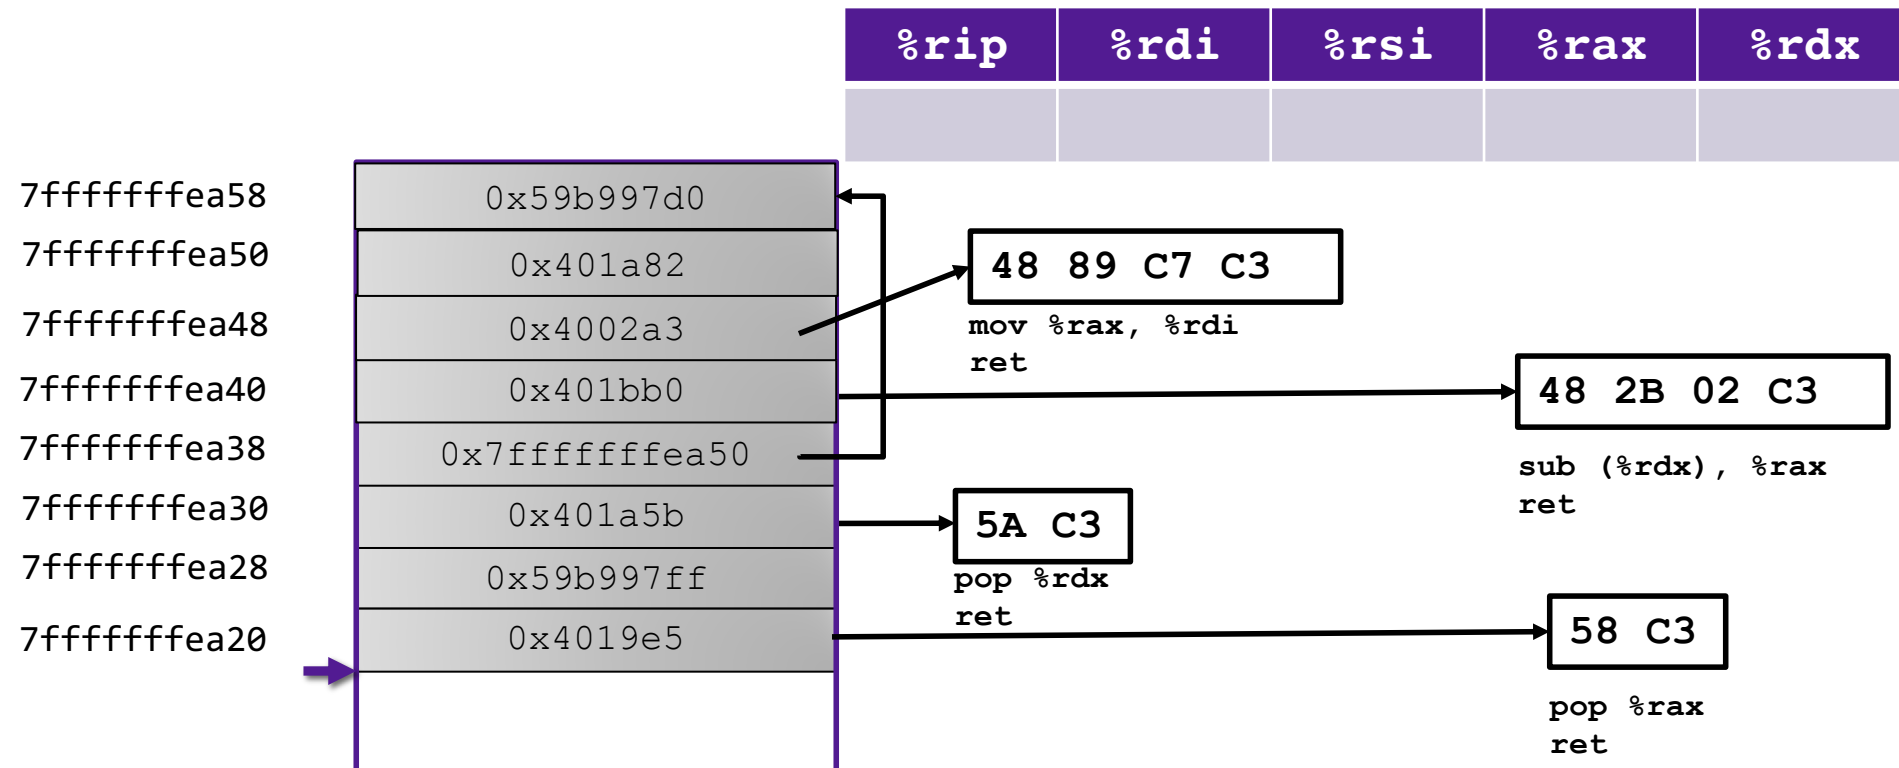 %rip %rdi %rsi %rax %rdx
7fffffffea58 0x59b997d0
7fffffffea50 0x401a82
48 89 C7 C3
7fffffffea48 0x4002a3
mov %rax, %rdi
ret
7fffffffea40 0x401bb0
48 2B 02 C3
7fffffffea38 0x7fffffffea50
sub (%rdx), %rax
ret
7fffffffea30 0x401a5b
5A C3
7fffffffea28 0x59b997ff
pop %rdx
ret
7fffffffea20 0x4019e5
58 C3
pop %rax
ret